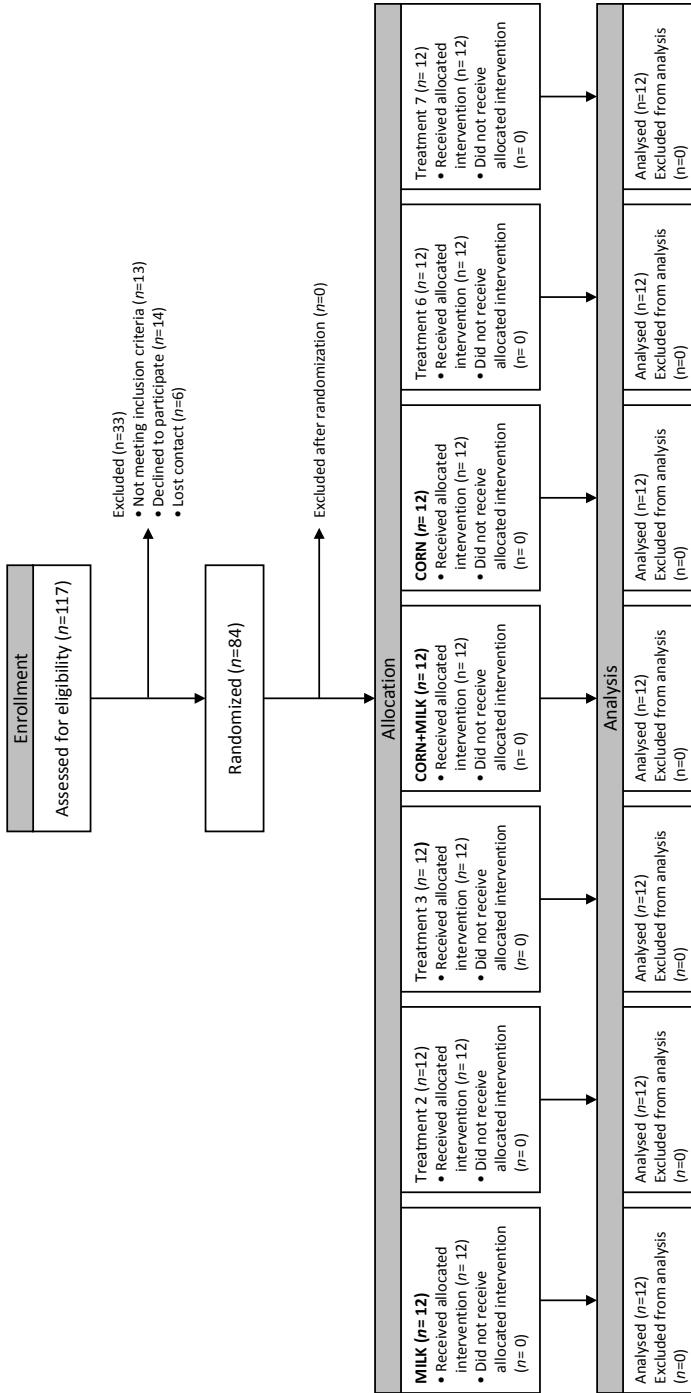 Enrollment
Assessed for eligibility (n=117)
Excluded (n=33)
• Not meeting inclusion criteria (n=13)
• Declined to participate (n=14)
• Lost contact (n=6)
Randomized (n=84)
Excluded after randomization (n=0)
Allocation
MILK (n= 12)
• Received allocated
intervention (n= 12)
• Did not receive
allocated intervention
(n= 0)
Treatment 2 (n=12)
• Received allocated
intervention (n= 12)
• Did not receive
allocated intervention
(n= 0)
Treatment 3 (n= 12)
• Received allocated
intervention (n= 12)
• Did not receive
allocated intervention
(n= 0)
CORN+MILK (n= 12)
• Received allocated
intervention (n= 12)
• Did not receive
allocated intervention
(n= 0)
CORN (n= 12)
• Received allocated
intervention (n= 12)
• Did not receive
allocated intervention
(n= 0)
Treatment 6 (n= 12)
• Received allocated
intervention (n= 12)
• Did not receive
allocated intervention
(n= 0)
Treatment 7 (n= 12)
• Received allocated
intervention (n= 12)
• Did not receive
allocated intervention
(n= 0)
Analysis
Analysed (n=12)
Excluded from analysis
(n=0)
Analysed (n=12)
Excluded from analysis
(n=0)
Analysed (n=12)
Excluded from analysis
(n=0)
Analysed (n=12)
Excluded from analysis
(n=0)
Analysed (n=12)
Excluded from analysis
(n=0)
Analysed (n=12)
Excluded from analysis
(n=0)
Analysed (n=12)
Excluded from analysis
(n=0)